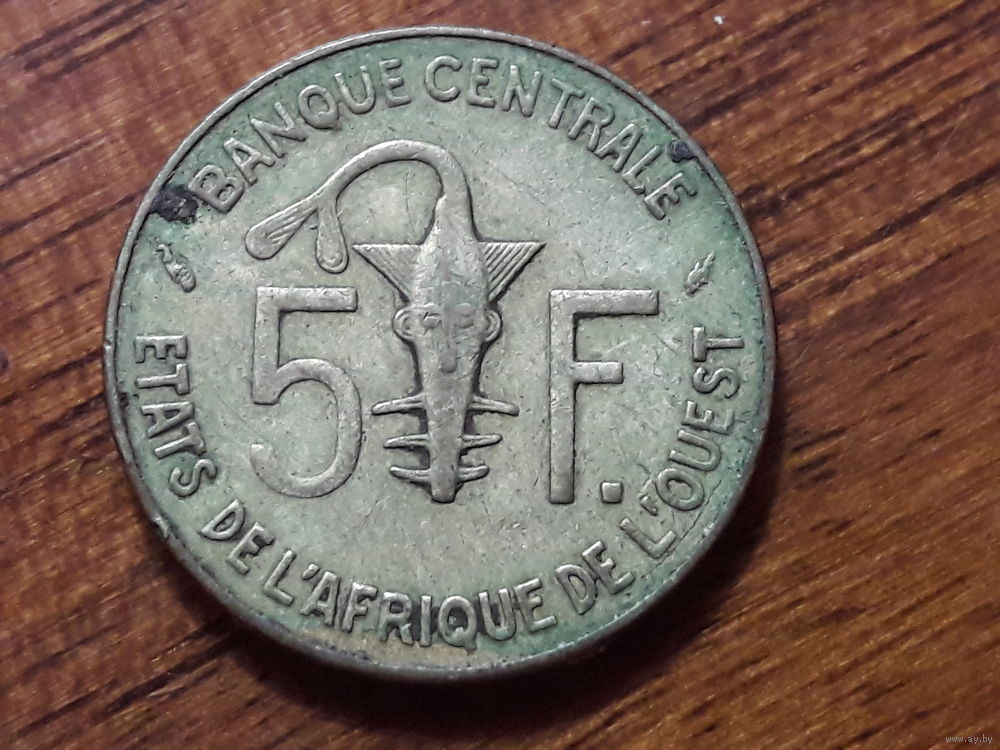 BANQUE CENTRALE
5 F.
ETATS DE L'AFRIQUE DE L'OUEST
www.ay.by